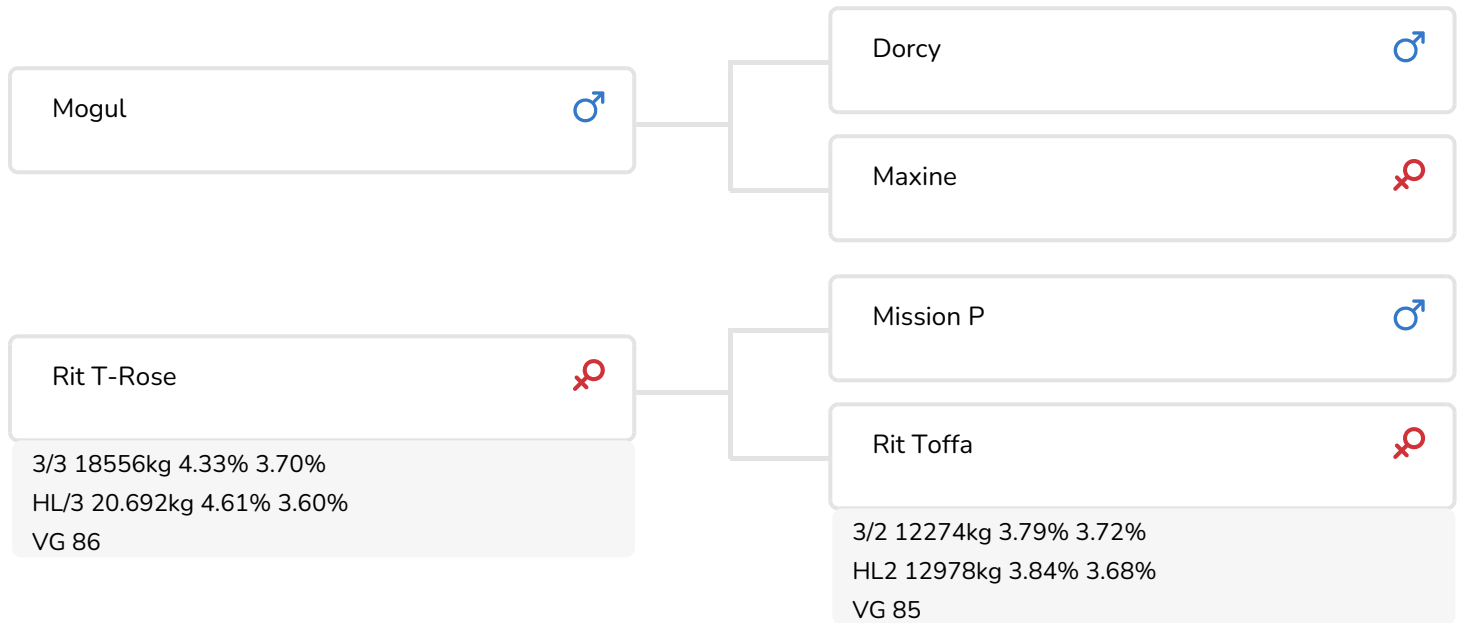 Dorcy
Mogul
Maxine
Mission P
Rit T-Rose
3/3 18556kg 4.33% 3.70%
HL/3 20.692kg 4.61% 3.60%
VG 86
Rit Toffa
3/2 12274kg 3.79% 3.72%
HL2 12978kg 3.84% 3.68%
VG 85